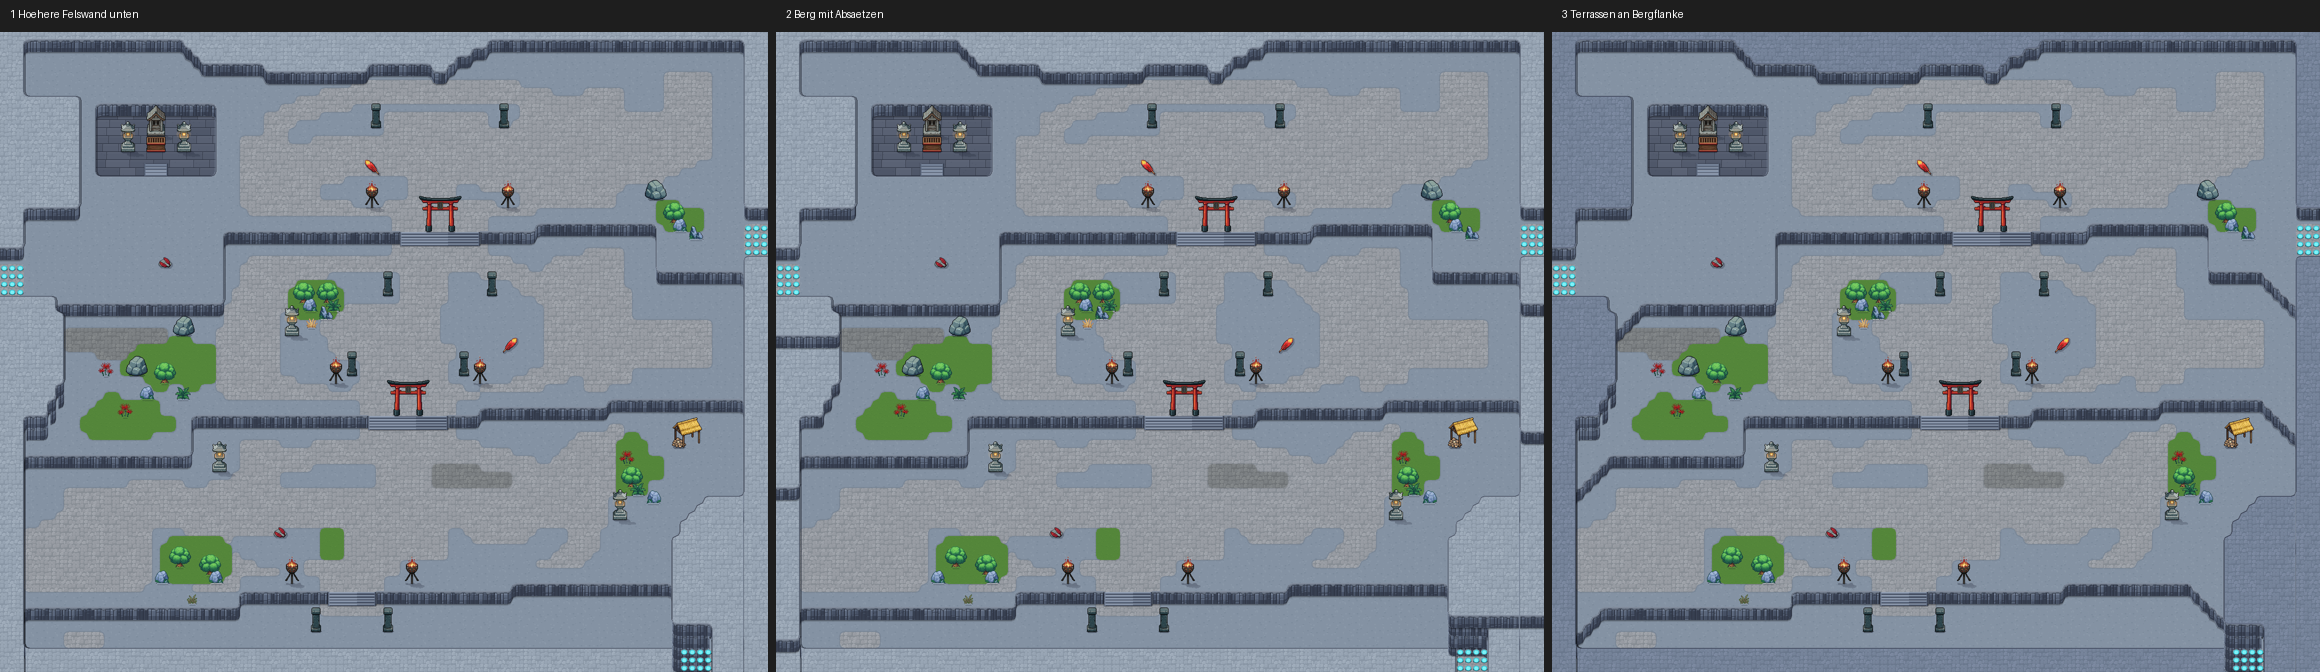 1 Hoehere Felswand unten
2 Berg mit Absaetzen
3 Terrassen an Bergflanke